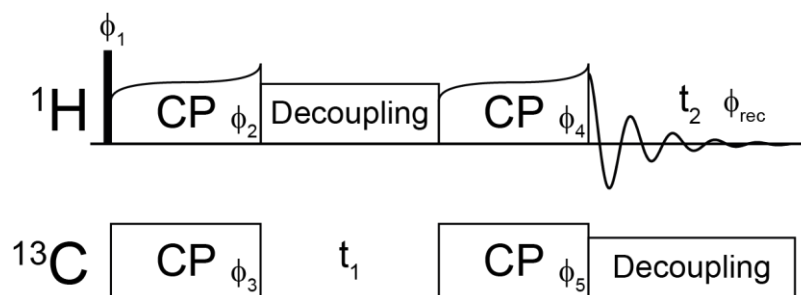 ϕ₁
¹H CP ϕ₂ Decoupling CP ϕ₄ t₂ ϕrec
¹³C CP ϕ₃ t₁ CP ϕ₅ Decoupling